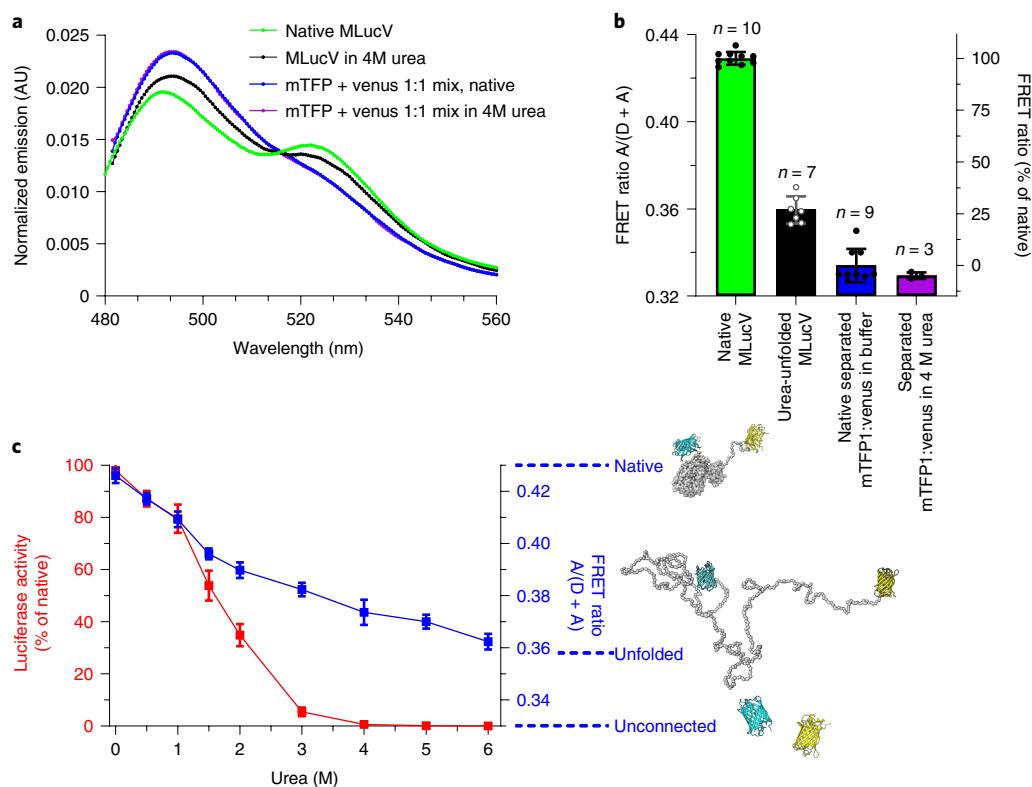 a
Normalized emission (AU)
0.025
0.020
0.015
0.010
0.005
0
480
500
520
540
560
Wavelength (nm)
Native MLucV
MLucV in 4M urea
mTFP + venus 1:1 mix, native
mTFP + venus 1:1 mix in 4M urea
b
FRET ratio A/(D + A)
0.44
0.40
0.36
0.32
n = 10
n = 7
n = 9
n = 3
100
75
50
25
0
FRET ratio (% of native)
Native
MLucV
Urea-unfolded
MLucV
Native separated
mTFP1:venus in buffer
Separated
mTFP1:venus in 4 M urea
c
Luciferase activity
(% of native)
100
80
60
40
20
0
0
1
2
3
4
5
6
Urea (M)
0.42
0.40
0.38
0.36
0.34
FRET ratio
A/(D + A)
Native
Unfolded
Unconnected